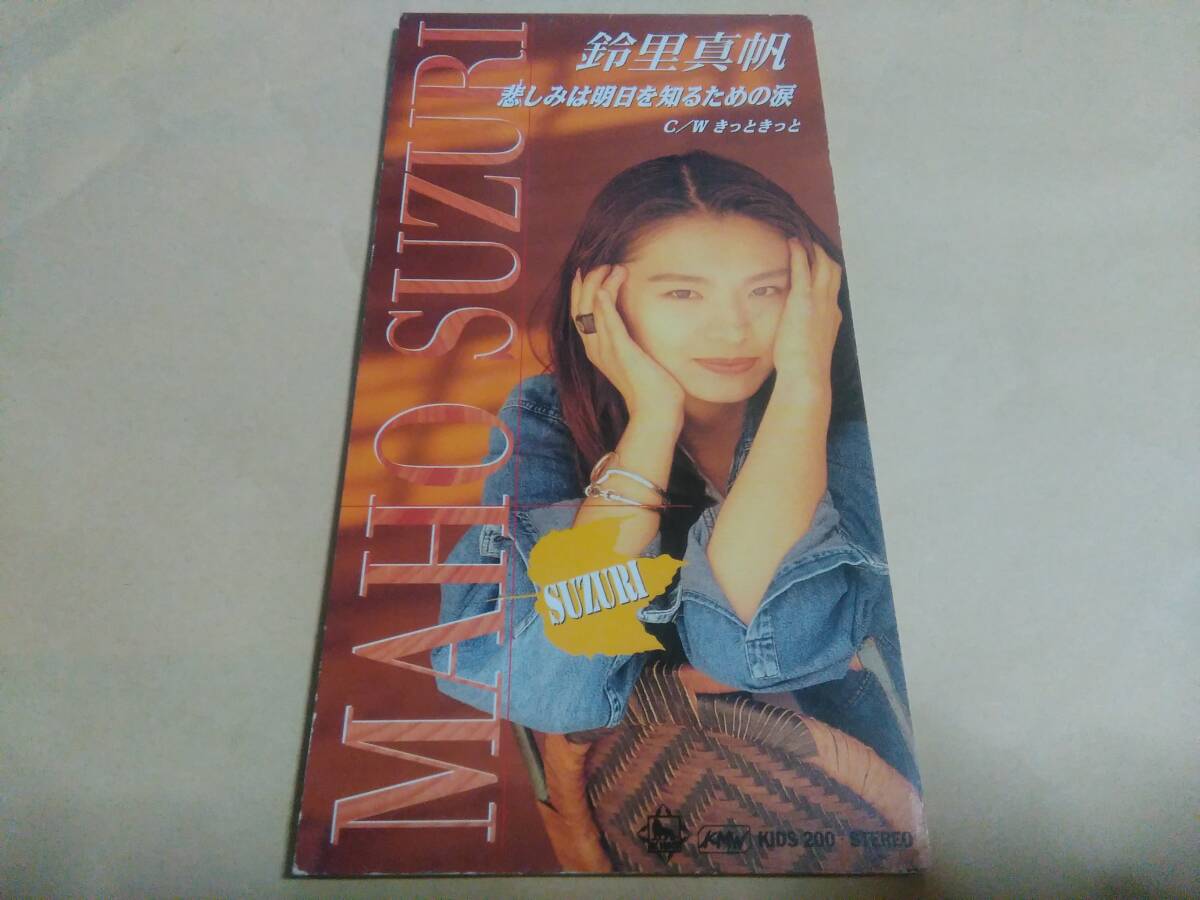 鈴里真帆
悲しみは明日を知るための涙
C/W きっときっと
MAHO SUZURI
SUZURI
KMW KIDS 200 · STEREO